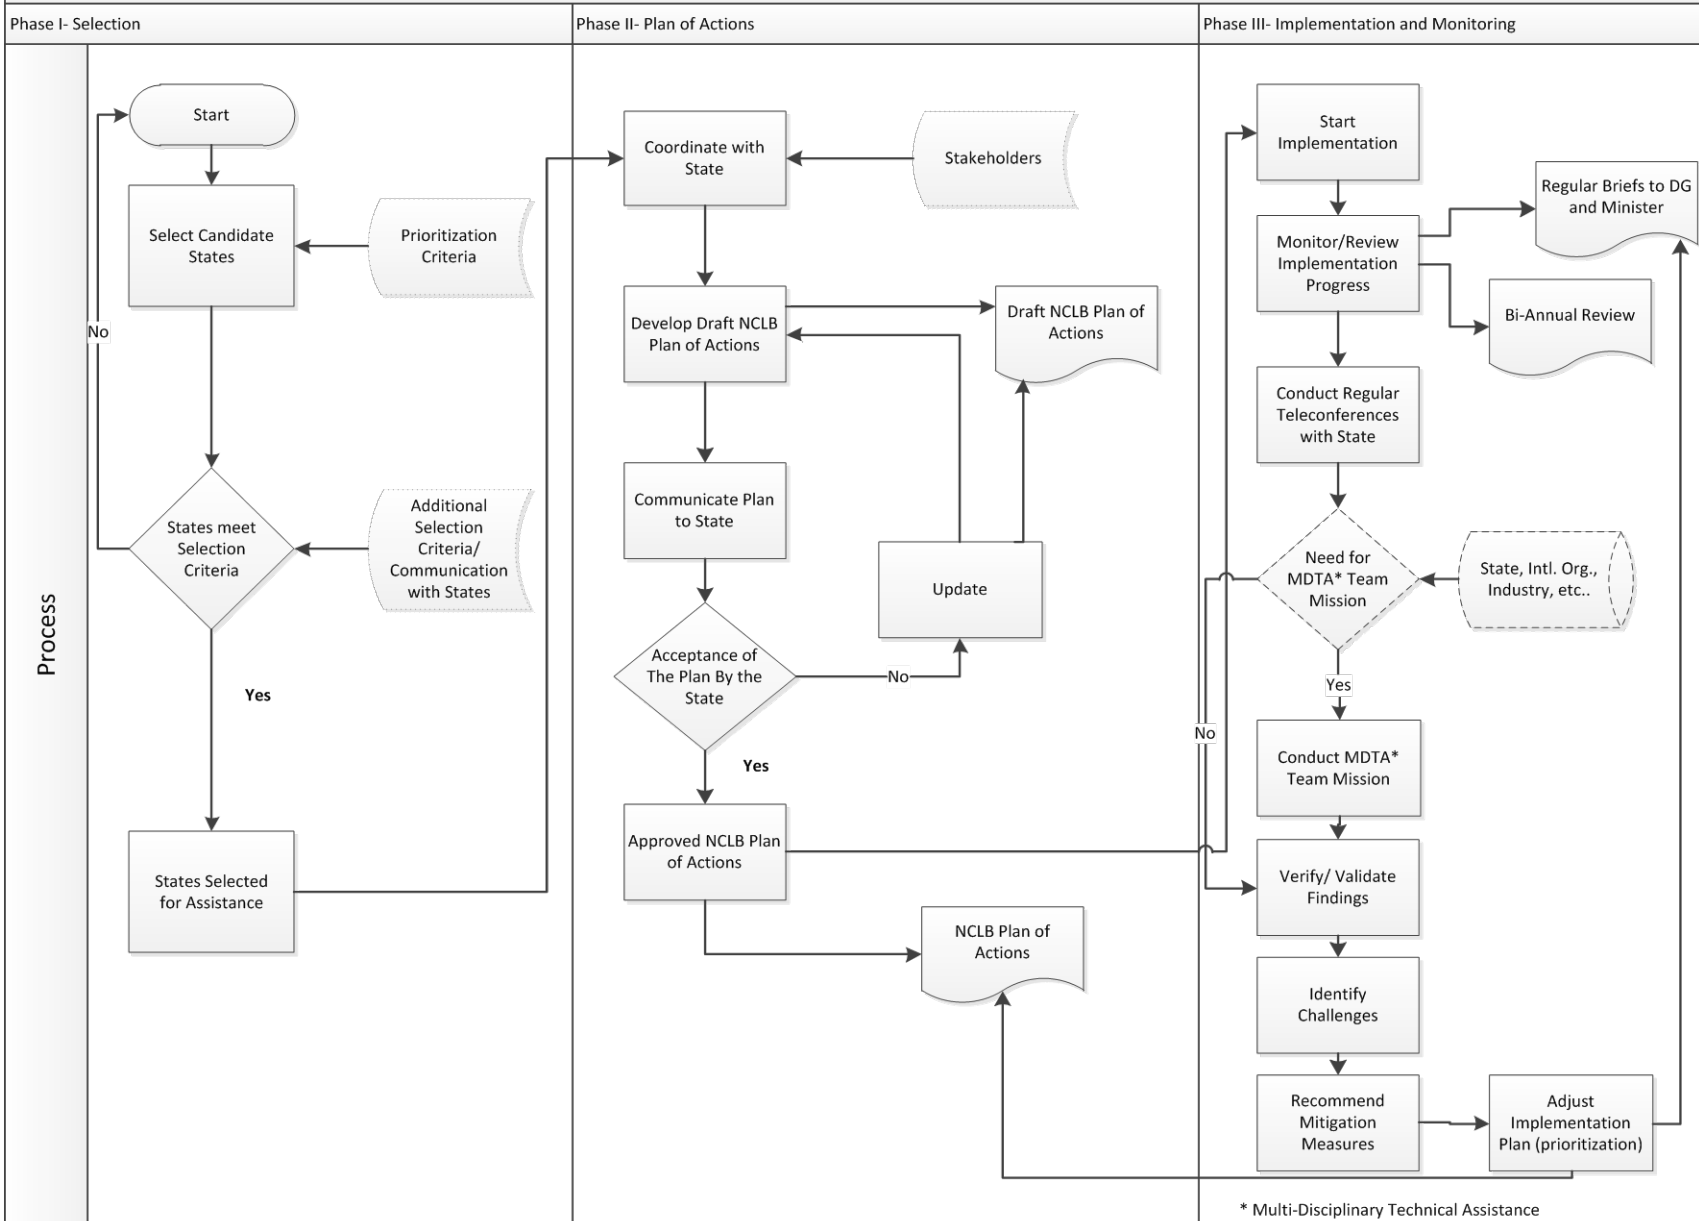 Phase I- Selection
Phase II- Plan of Actions
Phase III- Implementation and Monitoring
Process
Start
Select Candidate
States
Prioritization
Criteria
No
States meet
Selection
Criteria
Additional
Selection
Criteria/
Communication
with States
Yes
States Selected
for Assistance
Coordinate with
State
Stakeholders
Develop Draft NCLB
Plan of Actions
Draft NCLB Plan of
Actions
Communicate Plan
to State
Update
Acceptance of
The Plan By the
State
No
Yes
Approved NCLB Plan
of Actions
NCLB Plan of
Actions
Start
Implementation
Regular Briefs to DG
and Minister
Monitor/Review
Implementation
Progress
Bi-Annual Review
Conduct Regular
Teleconferences
with State
Need for
MDTA* Team
Mission
State, Intl. Org.,
Industry, etc..
Yes
No
Conduct MDTA*
Team Mission
Verify/ Validate
Findings
Identify
Challenges
Recommend
Mitigation
Measures
Adjust
Implementation
Plan (prioritization)
* Multi-Disciplinary Technical Assistance